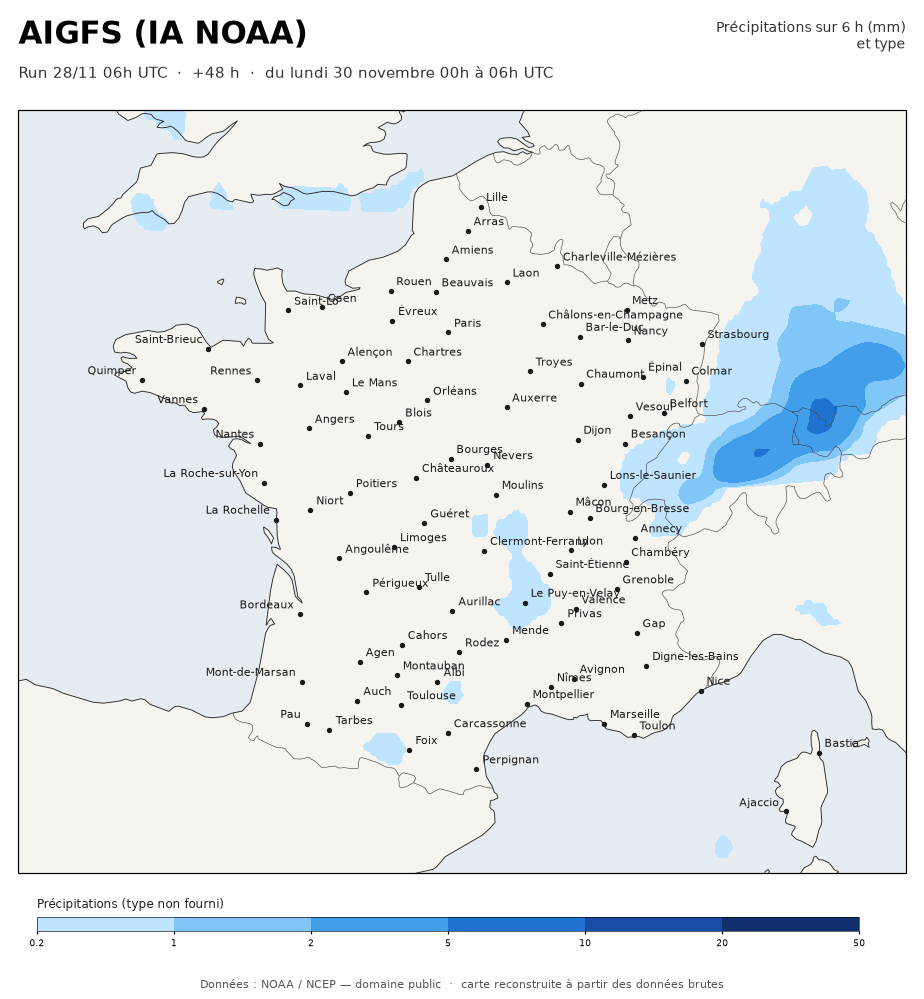 AIGFS (IA NOAA)
Précipitations sur 6 h (mm)
et type
Run 28/11 06h UTC · +48 h · du lundi 30 novembre 00h à 06h UTC
Lille
Arras
Amiens
Charleville-Mézières
Laon
Rouen
Beauvais
Saint-Lô
Caen
Metz
Évreux
Châlons-en-Champagne
Paris
Bar-le-Duc
Nancy
Strasbourg
Saint-Brieuc
Alençon
Chartres
Troyes
Quimper
Rennes
Laval
Le Mans
Chaumont
Épinal
Colmar
Vannes
Orléans
Auxerre
Vesoul
Belfort
Angers
Blois
Tours
Nantes
Dijon
Besançon
Bourges
Nevers
La Roche-sur-Yon
Châteauroux
Poitiers
Moulins
Lons-le-Saunier
Niort
La Rochelle
Guéret
Mâcon
Bourg-en-Bresse
Limoges
Angoulême
Clermont-Ferrand
Lyon
Annecy
Chambéry
Saint-Étienne
Tulle
Périgueux
Grenoble
Le Puy-en-Velay
Valence
Bordeaux
Aurillac
Privas
Mende
Gap
Cahors
Rodez
Agen
Digne-les-Bains
Mont-de-Marsan
Montauban
Albi
Avignon
Nîmes
Nice
Auch
Toulouse
Montpellier
Pau
Tarbes
Carcassonne
Marseille
Toulon
Foix
Bastia
Perpignan
Ajaccio
Précipitations (type non fourni)
0.2 1 2 5 10 20 50
Données : NOAA / NCEP — domaine public · carte reconstruite à partir des données brutes